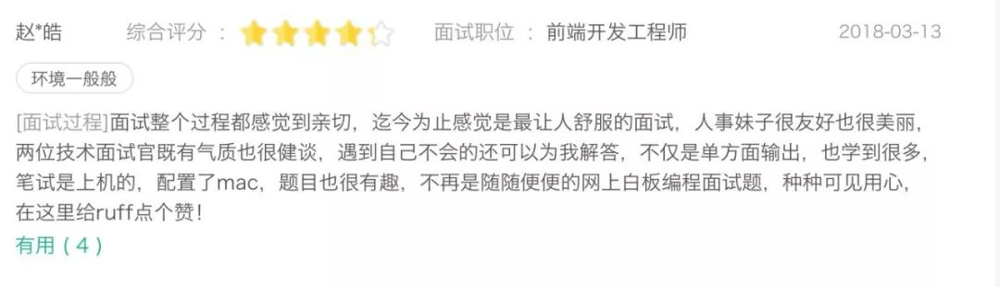 赵*皓 综合评分 : 面试职位 : 前端开发工程师 2018-03-13
环境一般般
[面试过程]面试整个过程都感觉到亲切，迄今为止感觉是最让人舒服的面试，人事妹子很友好也很美丽，
两位技术面试官既有气质也很健谈，遇到自己不会的还可以为我解答，不仅是单方面输出，也学到很多，
笔试是上机的，配置了mac，题目也很有趣，不再是随随便便的网上白板编程面试题，种种可见用心，
在这里给ruff点个赞！
有用 ( 4 )